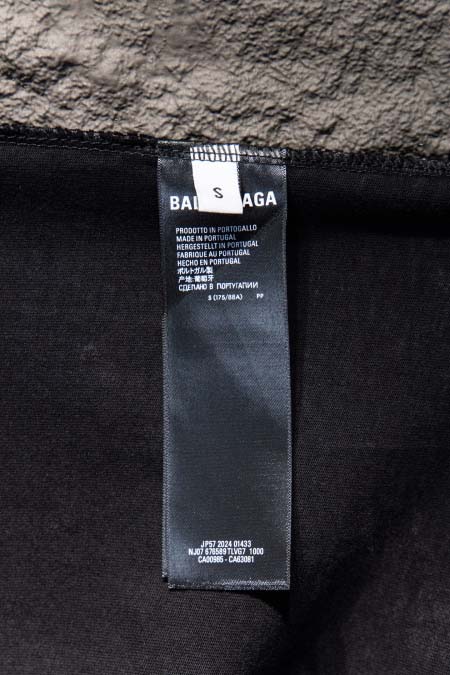 S
BAL AGA
PRODOTTO IN PORTOGALLO
MADE IN PORTUGAL
HERGESTELLT IN PORTUGAL
FABRIQUE AU PORTUGAL
HECHO EN PORTUGAL
ポルトガル製
产地:葡萄牙
СДЕЛАНО В ПОРТУГАЛИИ
S (175/88A) PP
JP57 2024 01433
NJ07 676589 TLVG7 1000
CA00985 - CA63081